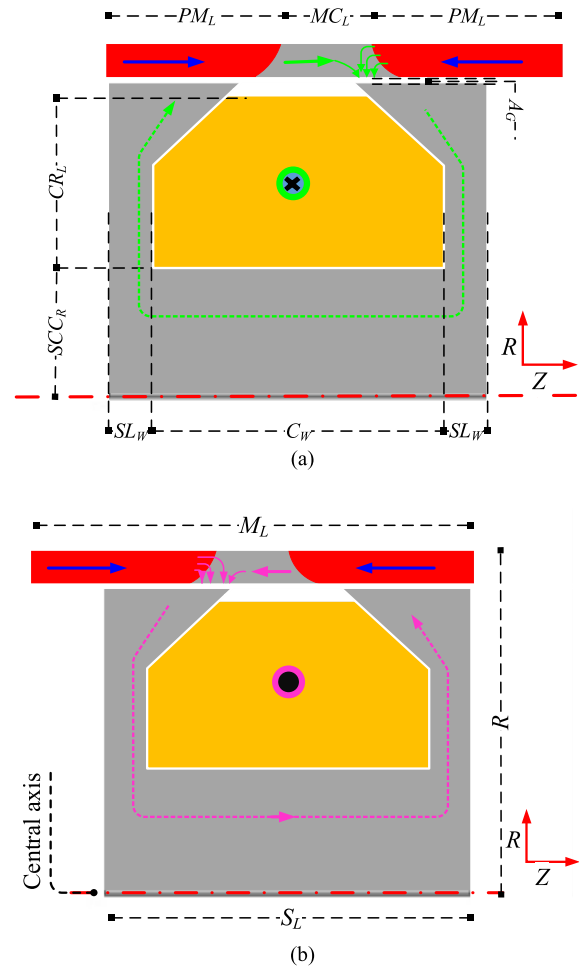 PM_L MC_L PM_L
A_G
CR_L
SCC_R
R
Z
SL_W C_W SL_W
(a)
M_L
R
Central axis
R
Z
S_L
(b)